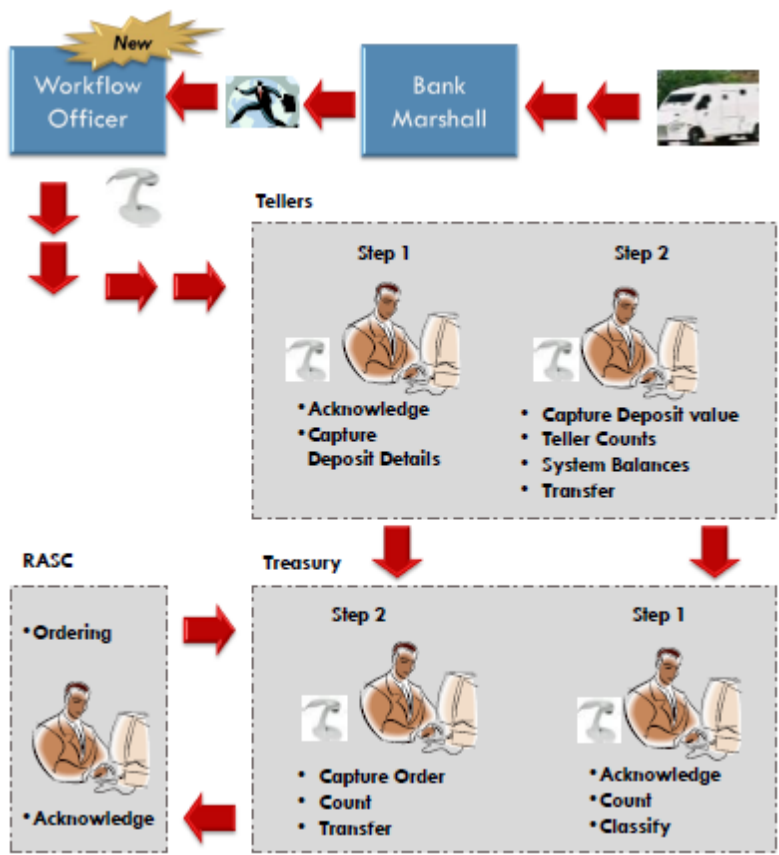 New
Workflow
Officer
Bank
Marshall
Tellers
Step 1
Step 2
•Acknowledge
•Capture
Deposit Details
• Capture Deposit value
• Teller Counts
• System Balances
• Transfer
RASC
Treasury
•Ordering
•Acknowledge
Step 2
Step 1
• Capture Order
• Count
• Transfer
• Acknowledge
• Count
• Classify